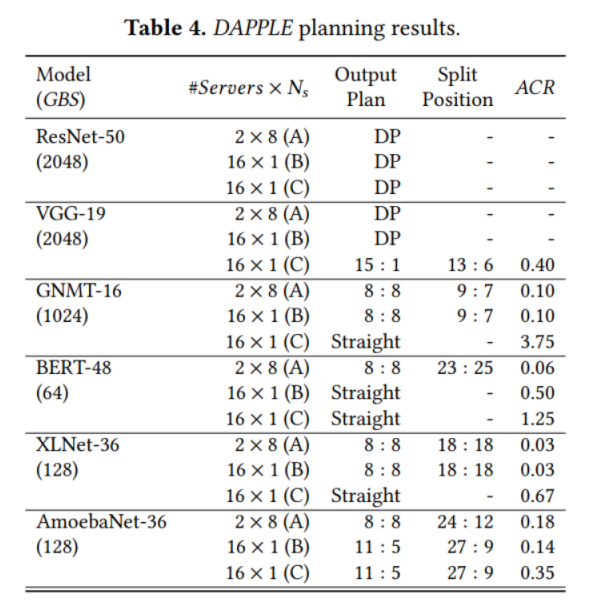 Table 4. DAPPLE planning results.
Model (GBS) #Servers × Ns Output Plan Split Position ACR
ResNet-50 2 × 8 (A) DP - -
(2048) 16 × 1 (B) DP - -
16 × 1 (C) DP - -
VGG-19 2 × 8 (A) DP - -
(2048) 16 × 1 (B) DP - -
16 × 1 (C) 15 : 1 13 : 6 0.40
GNMT-16 2 × 8 (A) 8 : 8 9 : 7 0.10
(1024) 16 × 1 (B) 8 : 8 9 : 7 0.10
16 × 1 (C) Straight - 3.75
BERT-48 2 × 8 (A) 8 : 8 23 : 25 0.06
(64) 16 × 1 (B) Straight - 0.50
16 × 1 (C) Straight - 1.25
XLNet-36 2 × 8 (A) 8 : 8 18 : 18 0.03
(128) 16 × 1 (B) 8 : 8 18 : 18 0.03
16 × 1 (C) Straight - 0.67
AmoebaNet-36 2 × 8 (A) 8 : 8 24 : 12 0.18
(128) 16 × 1 (B) 11 : 5 27 : 9 0.14
16 × 1 (C) 11 : 5 27 : 9 0.35